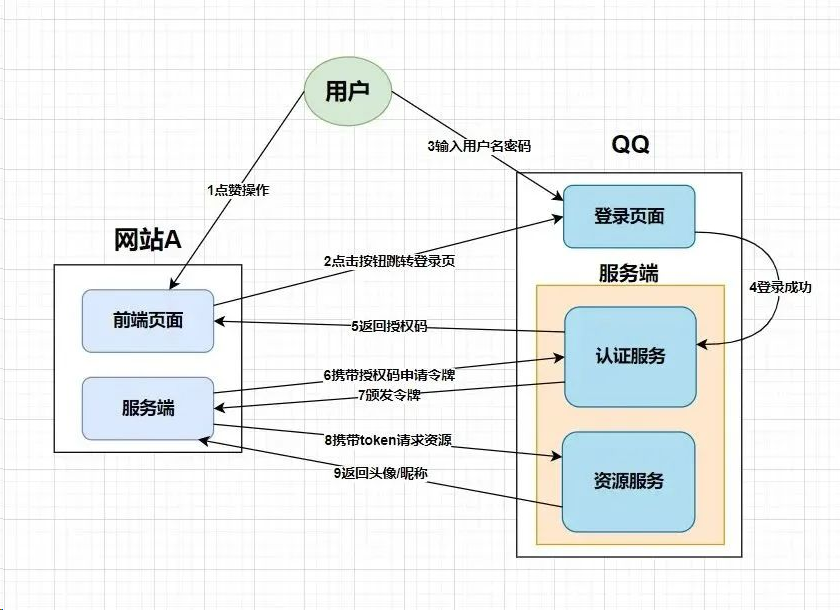 用户
3输入用户名密码
QQ
1点赞操作
登录页面
网站A
2点击按钮跳转登录页
服务端
4登录成功
前端页面
5返回授权码
认证服务
6携带授权码申请令牌
7颁发令牌
服务端
8携带token请求资源
9返回头像/昵称
资源服务